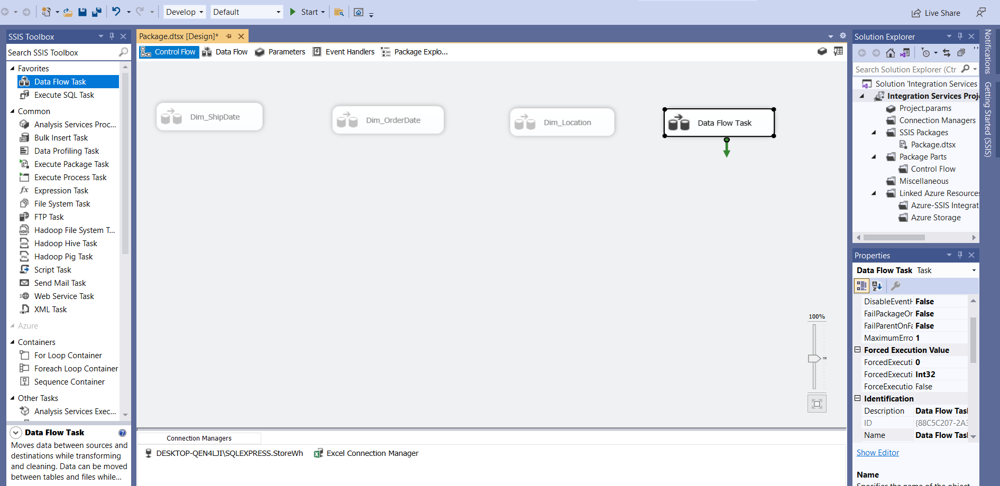 Develop
Default
Start
Live Share
SSIS Toolbox
Search SSIS Toolbox
Favorites
Data Flow Task
Execute SQL Task
Common
Analysis Services Proc...
Bulk Insert Task
Data Profiling Task
Execute Package Task
Execute Process Task
Expression Task
File System Task
FTP Task
Hadoop File System T...
Hadoop Hive Task
Hadoop Pig Task
Script Task
Send Mail Task
Web Service Task
XML Task
Azure
Containers
For Loop Container
Foreach Loop Container
Sequence Container
Other Tasks
Analysis Services Exec...
Data Flow Task
Moves data between sources and
destinations while transforming
and cleaning. Data can be moved
between tables and files while...
Package.dtsx [Design]*
Control Flow
Data Flow
Parameters
Event Handlers
Package Explo...
Dim_ShipDate
Dim_OrderDate
Dim_Location
Data Flow Task
100%
Connection Managers
DESKTOP-QEN4LJI\SQLEXPRESS.StoreWh
Excel Connection Manager
Solution Explorer
Search Solution Explorer (Ctr
Solution 'Integration Services
Integration Services Proj
Project.params
Connection Managers
SSIS Packages
Package.dtsx
Package Parts
Control Flow
Miscellaneous
Linked Azure Resources
Azure-SSIS Integrat
Azure Storage
Properties
Data Flow Task Task
DisableEventH False
FailPackageOr False
FailParentOnFa False
MaximumErro 1
Forced Execution Value
ForcedExecuti 0
ForcedExecuti Int32
ForceExecutio False
Identification
Description Data Flow Tas
ID {88C5C207-2A3
Name Data Flow Tas
Show Editor
Name
Specifies the name of the object
Notifications
Getting Started (SSIS)